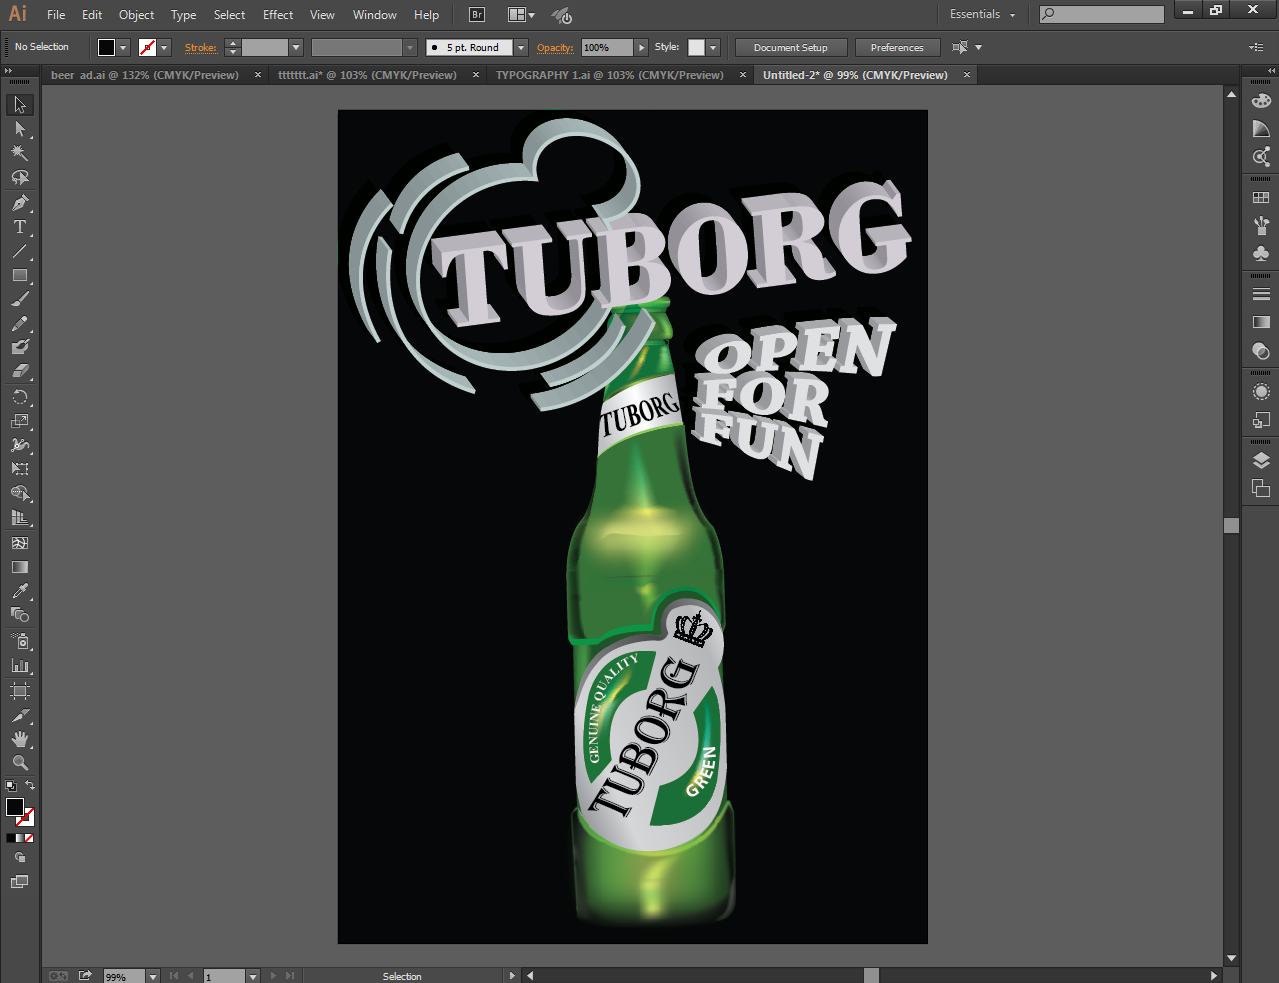 Ai File Edit Object Type Select Effect View Window Help Br Essentials
No Selection Stroke: 5 pt. Round Opacity: 100% Style: Document Setup Preferences
beer ad.ai @ 132% (CMYK/Preview) ttttttt.ai* @ 103% (CMYK/Preview) TYPOGRAPHY 1.ai @ 103% (CMYK/Preview) Untitled-2* @ 99% (CMYK/Preview)
TUBORG
OPEN
FOR
FUN
TUBORG
GENUINE QUALITY
TUBORG
GREEN
99% 1 Selection